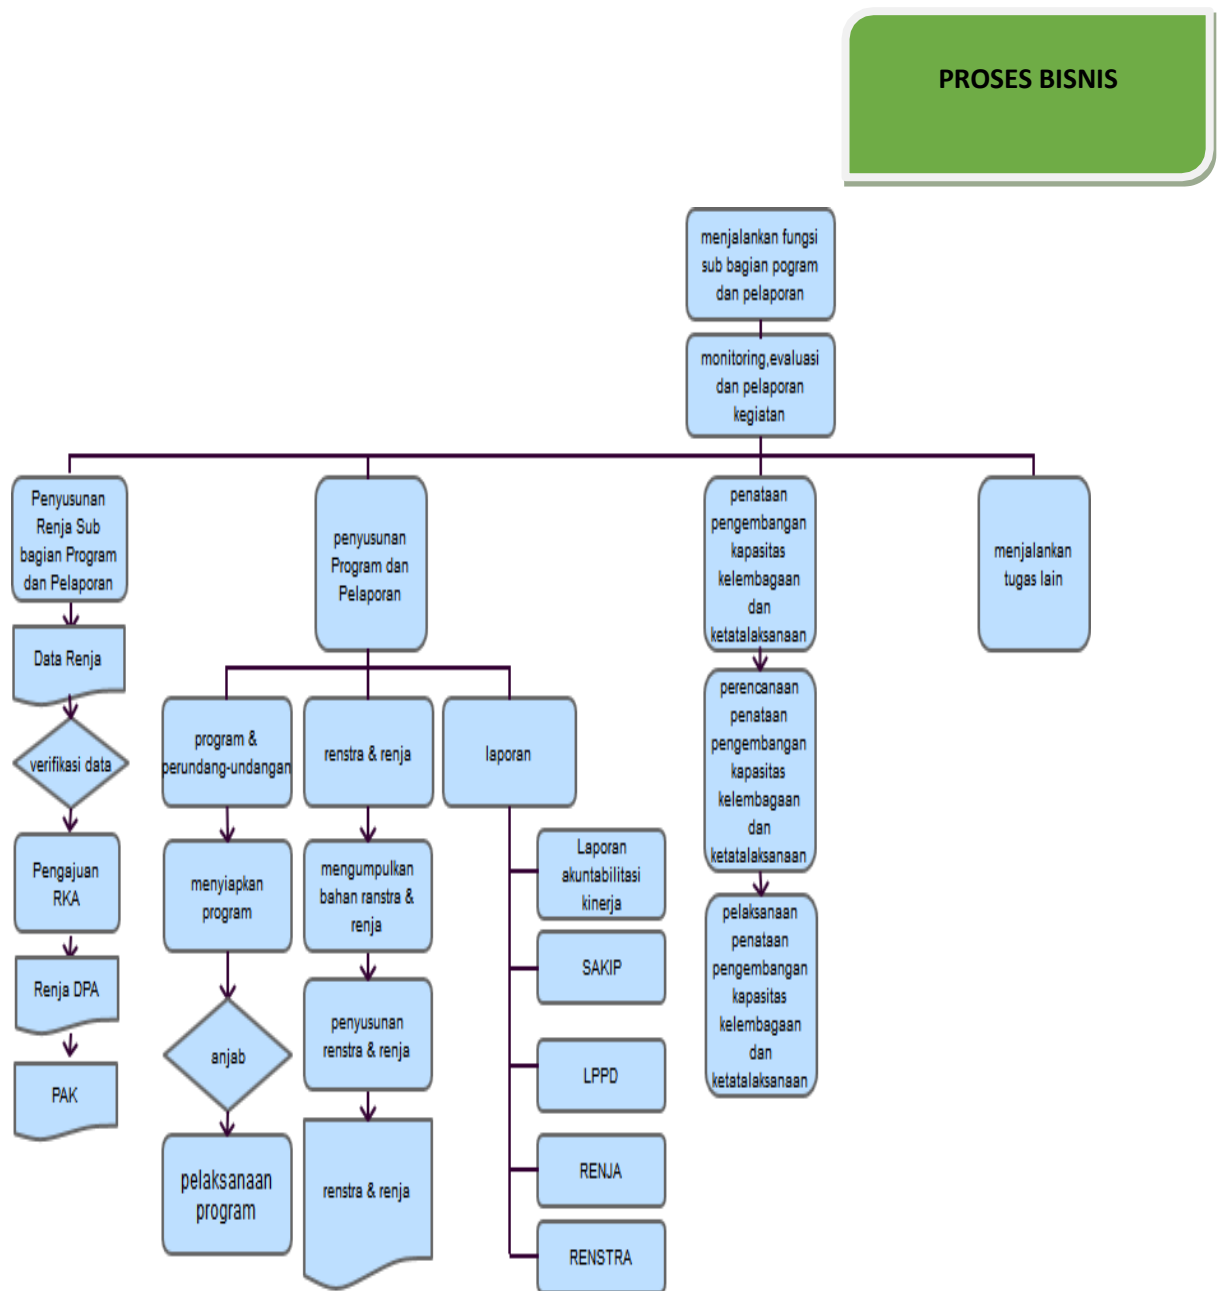 PROSES BISNIS
menjalankan fungsi
sub bagian pogram
dan pelaporan
monitoring,evaluasi
dan pelaporan
kegiatan
Penyusunan
Renja Sub
bagian Program
dan Pelaporan
penyusunan
Program dan
Pelaporan
penataan
pengembangan
kapasitas
kelembagaan
dan
ketatalaksanaan
menjalankan
tugas lain
Data Renja
verifikasi data
Pengajuan
RKA
Renja DPA
PAK
program &
perundang-undangan
menyiapkan
program
anjab
pelaksanaan
program
renstra & renja
mengumpulkan
bahan ranstra &
renja
penyusunan
renstra & renja
renstra & renja
laporan
Laporan
akuntabilitasi
kinerja
SAKIP
LPPD
RENJA
RENSTRA
perencanaan
penataan
pengembangan
kapasitas
kelembagaan
dan
ketatalaksanaan
pelaksanaan
penataan
pengembangan
kapasitas
kelembagaan
dan
ketatalaksanaan